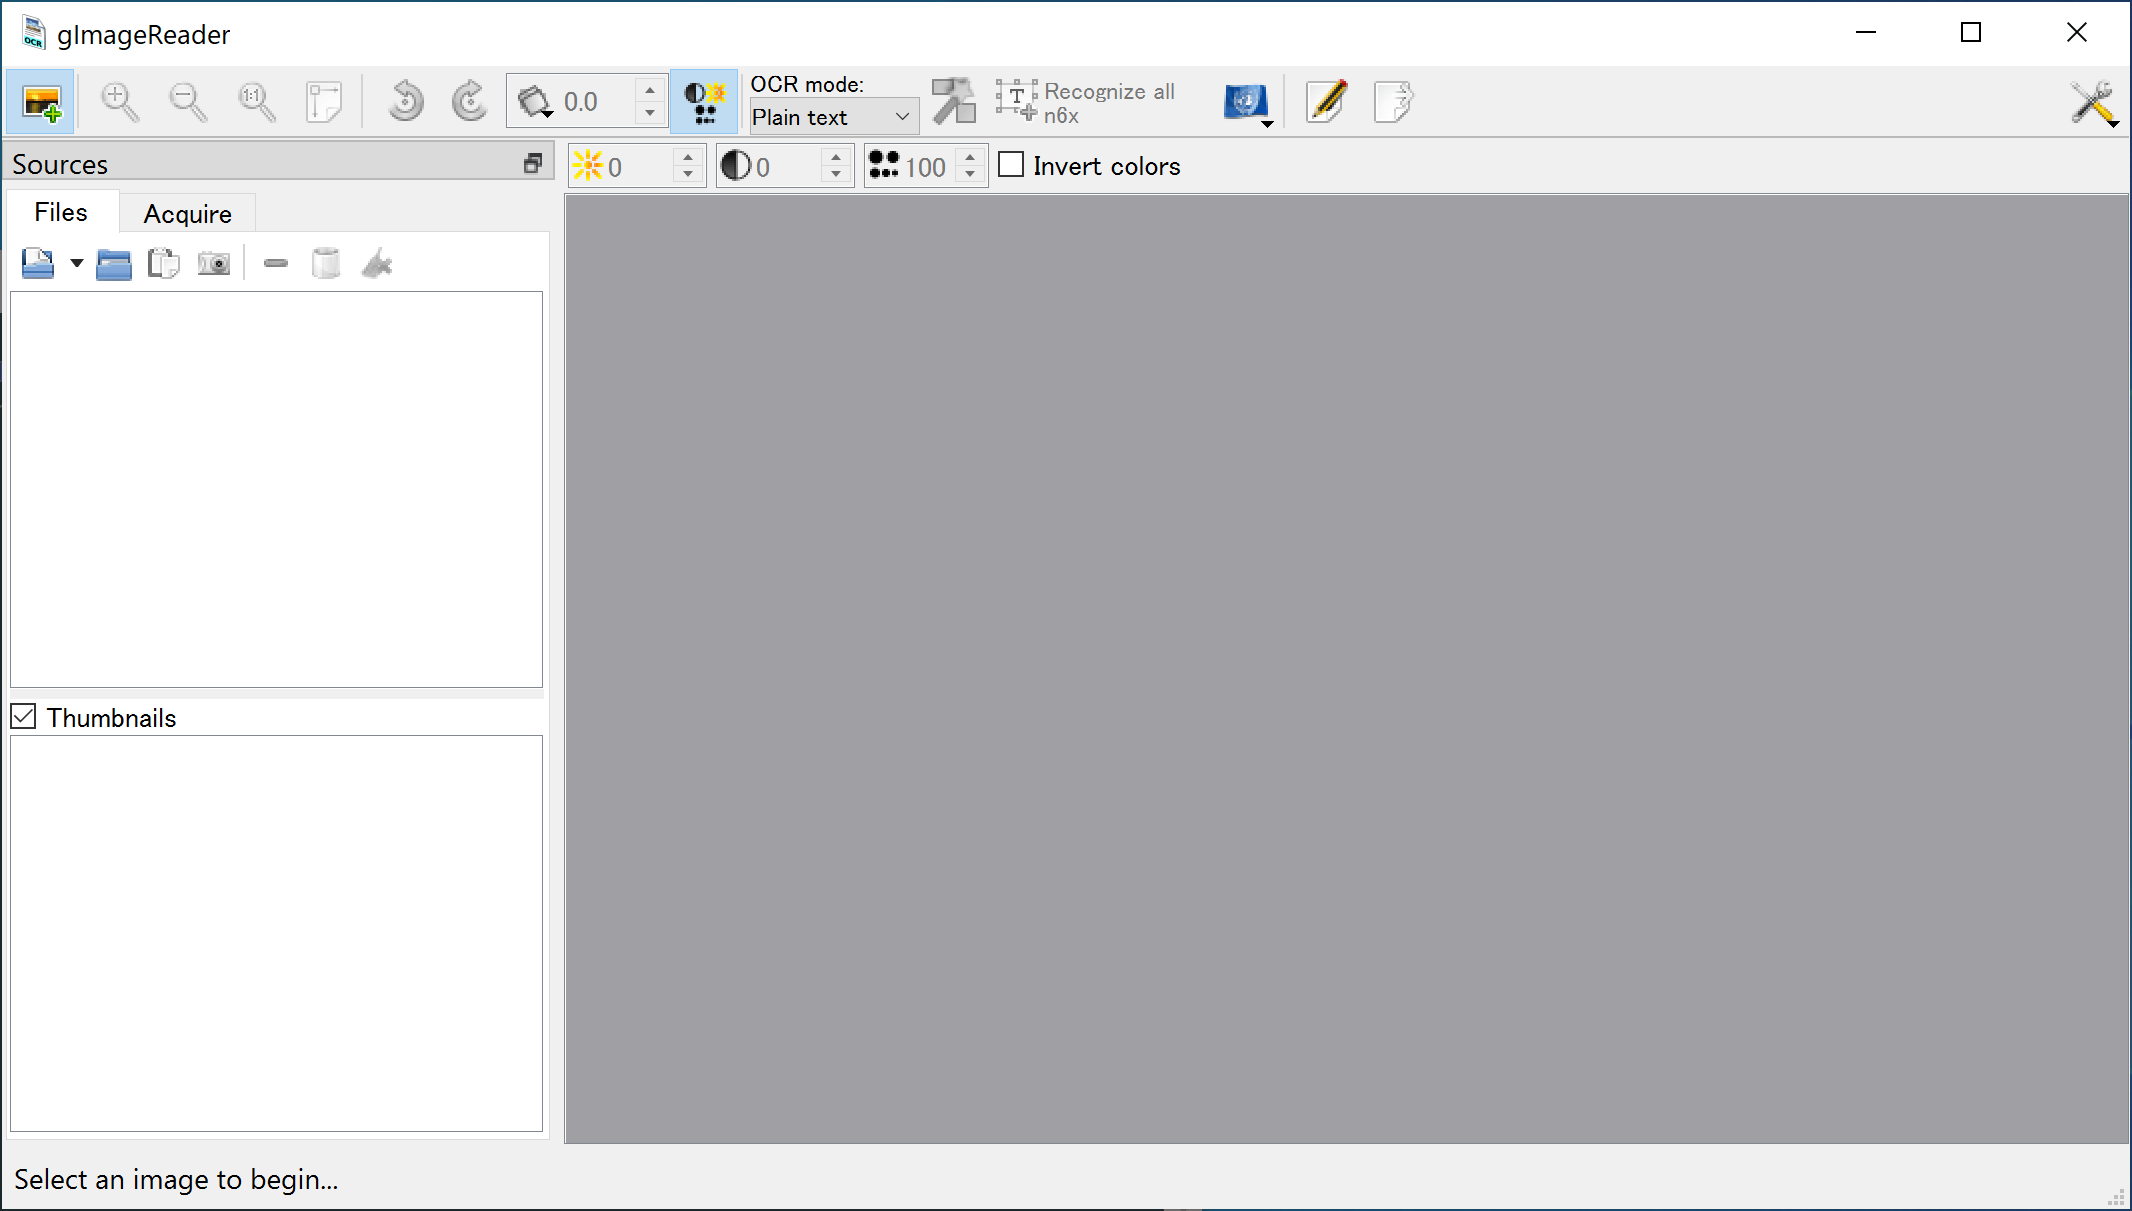 gImageReader
OCR mode:
0.0
Plain text
Recognize all
n6x
Sources
0
0
100
Invert colors
Files
Acquire
Thumbnails
Select an image to begin...